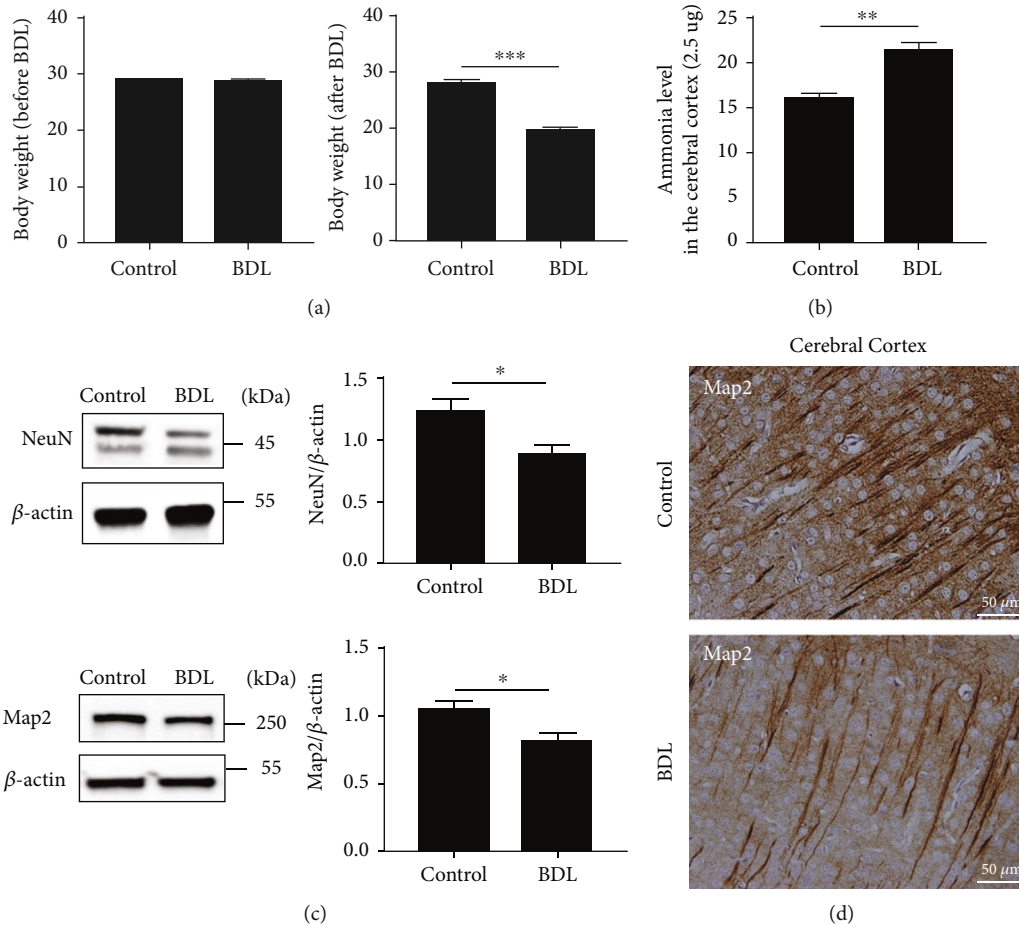 Body weight (before BDL)
40
30
20
10
0
Control BDL
Body weight (after BDL)
40
30
20
10
0
***
Control BDL
(a)
Ammonia level
in the cerebral cortex (2.5 ug)
25
20
15
10
5
0
**
Control BDL
(b)
Control BDL (kDa)
NeuN
45
β-actin
55
NeuN/β-actin
1.5
1.0
0.5
0.0
*
Control BDL
Control BDL (kDa)
Map2
250
β-actin
55
Map2/β-actin
1.5
1.0
0.5
0.0
*
Control BDL
(c)
Cerebral Cortex
Control
Map2
50 μm
BDL
Map2
50 μm
(d)